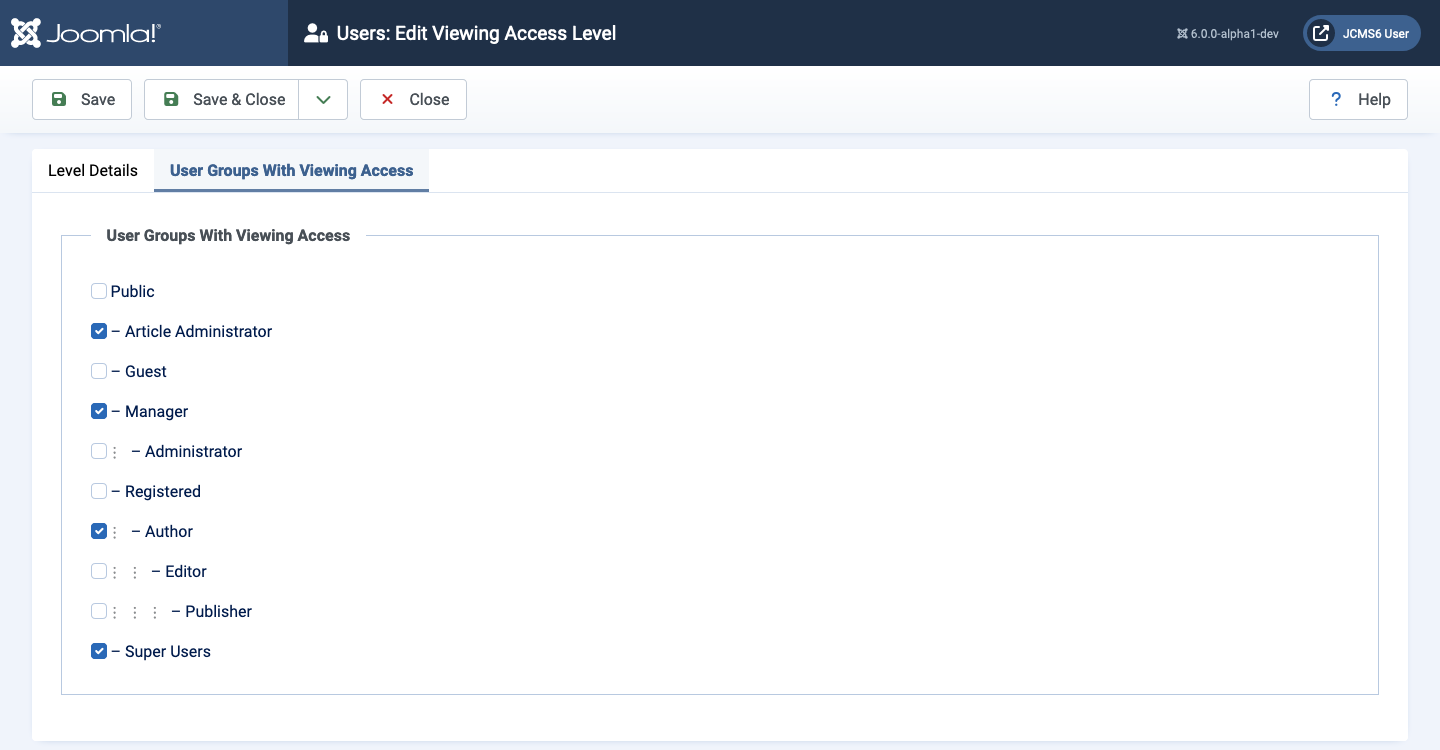 Joomla!®
Users: Edit Viewing Access Level
6.0.0-alpha1-dev
JCMS6 User
Save
Save & Close
Close
? Help
Level Details
User Groups With Viewing Access
User Groups With Viewing Access
Public
– Article Administrator
– Guest
– Manager
⋮ – Administrator
– Registered
⋮ – Author
⋮ ⋮ – Editor
⋮ ⋮ ⋮ – Publisher
– Super Users